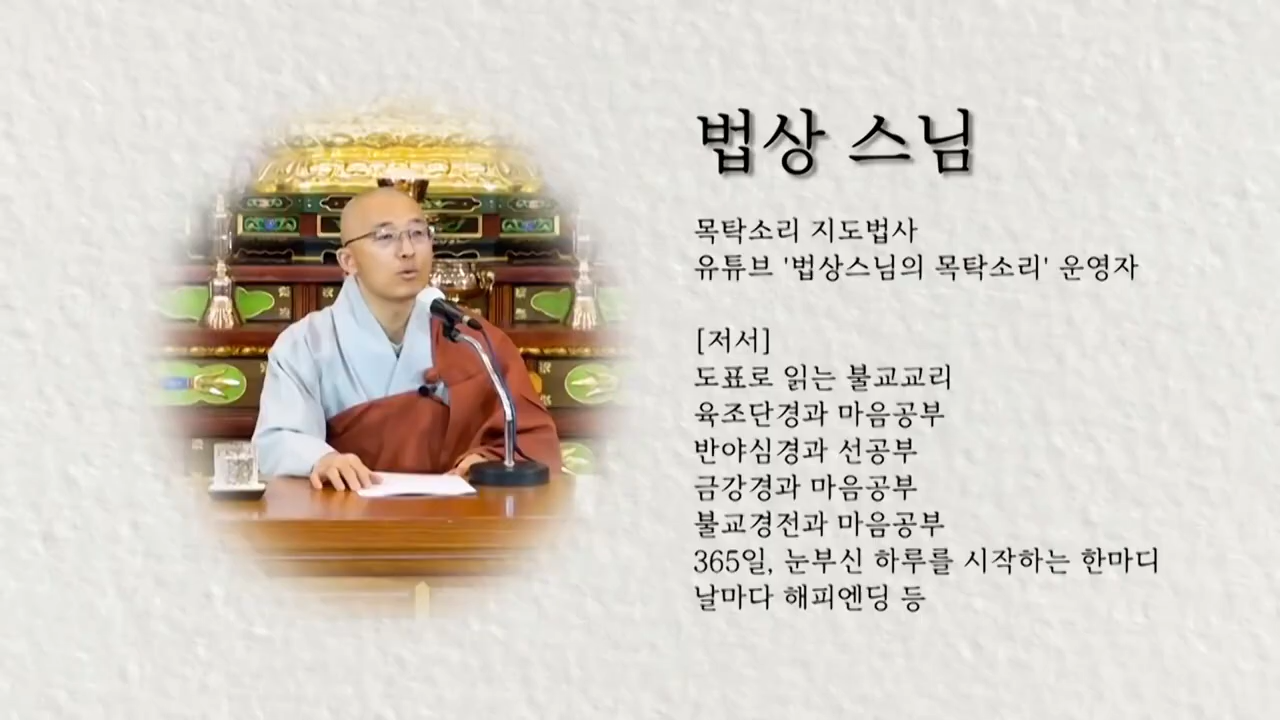 법상 스님
목탁소리 지도법사
유튜브 '법상스님의 목탁소리' 운영자
[저서]
도표로 읽는 불교교리
육조단경과 마음공부
반야심경과 선공부
금강경과 마음공부
불교경전과 마음공부
365일, 눈부신 하루를 시작하는 한마디
날마다 해피엔딩 등